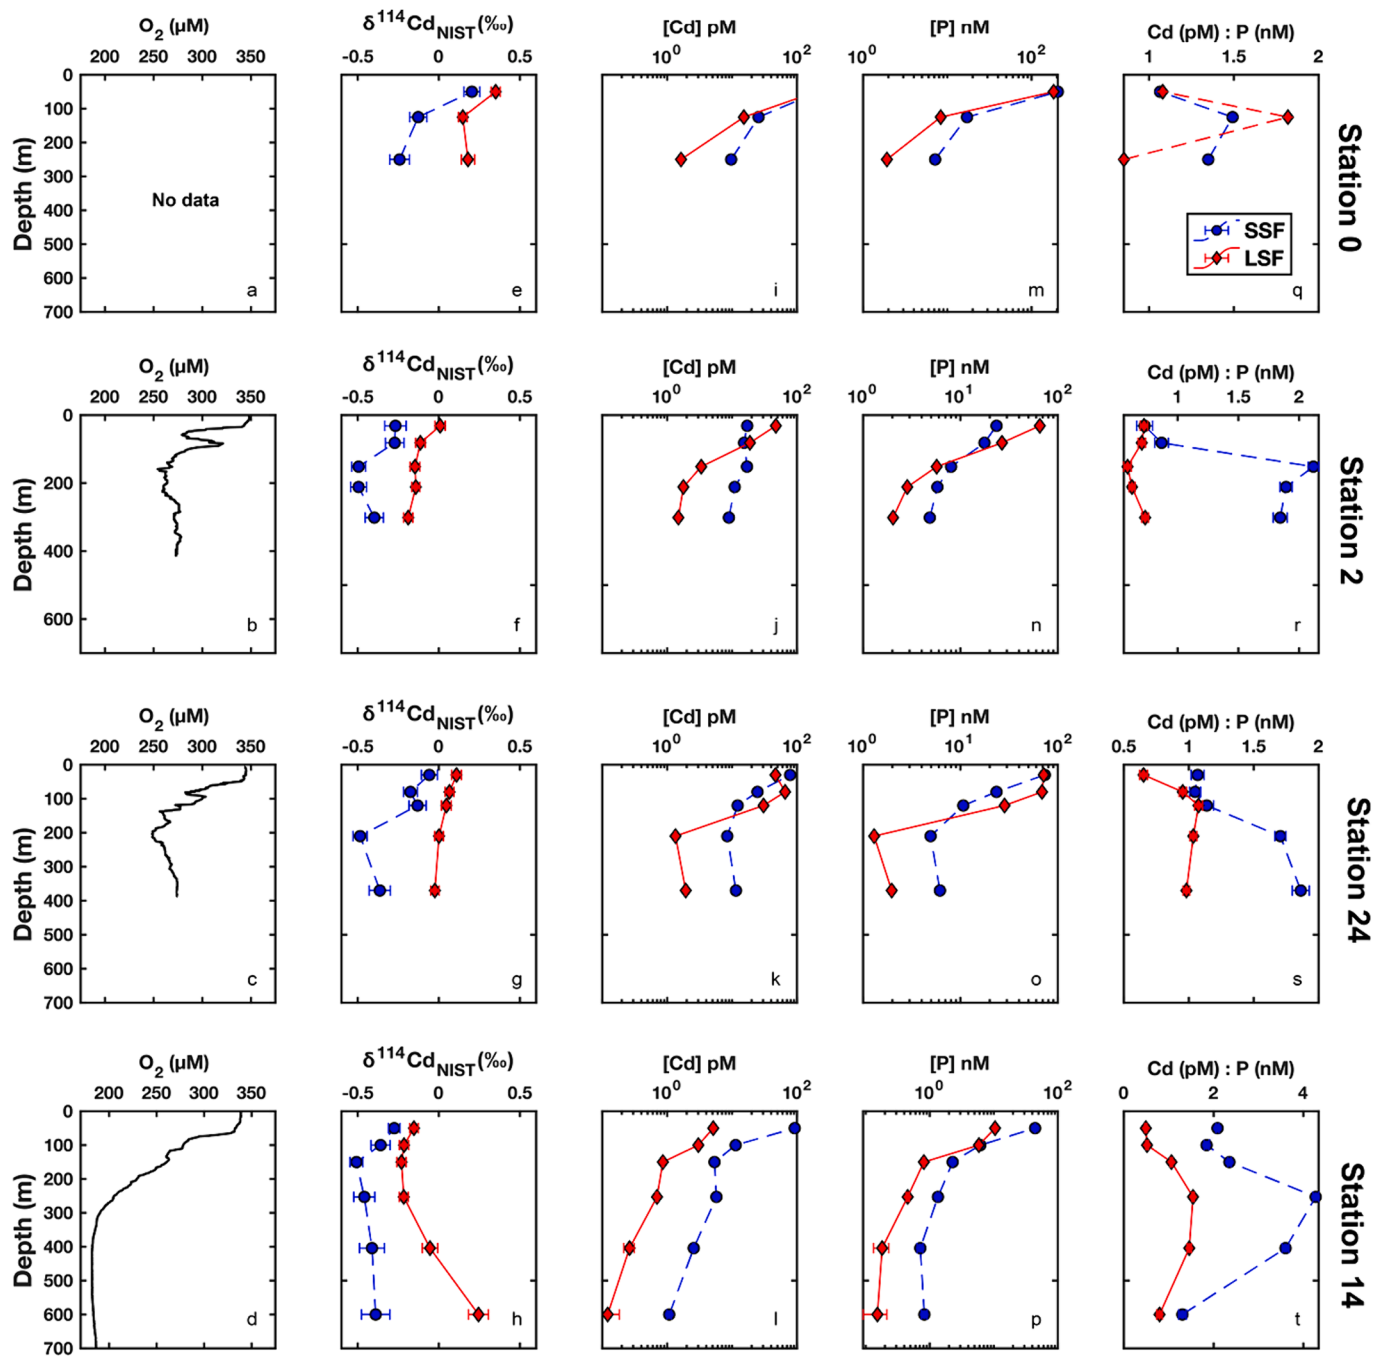 O2 (µM) δ114CdNIST(‰) [Cd] pM [P] nM Cd (pM) : P (nM)
200 250 300 350 -0.5 0 0.5 10^0 10^2 10^0 10^2 1 1.5 2
0
100
200
300
400
500
600
700
Depth (m)
No data
SSF
LSF
a e i m q
Station 0
O2 (µM) δ114CdNIST(‰) [Cd] pM [P] nM Cd (pM) : P (nM)
200 250 300 350 -0.5 0 0.5 10^0 10^2 10^0 10^1 10^2 1 1.5 2
0
200
400
600
Depth (m)
b f j n r
Station 2
O2 (µM) δ114CdNIST(‰) [Cd] pM [P] nM Cd (pM) : P (nM)
200 250 300 350 -0.5 0 0.5 10^0 10^2 10^0 10^1 10^2 0.5 1 1.5 2
0
100
200
300
400
500
600
700
Depth (m)
c g k o s
Station 24
O2 (µM) δ114CdNIST(‰) [Cd] pM [P] nM Cd (pM) : P (nM)
200 250 300 350 -0.5 0 0.5 10^0 10^2 10^0 10^2 0 2 4
0
100
200
300
400
500
600
700
Depth (m)
d h l p t
Station 14